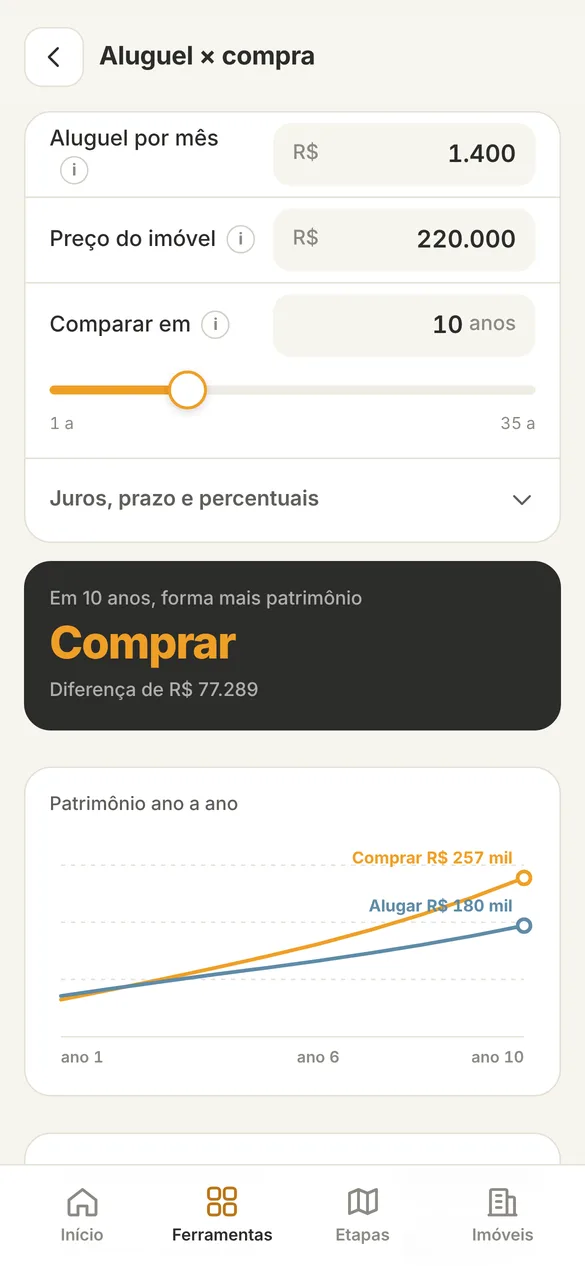 Aluguel × compra
Aluguel por mês
i
R$ 1.400
Preço do imóvel i
R$ 220.000
Comparar em i
10 anos
1 a
35 a
Juros, prazo e percentuais
Em 10 anos, forma mais patrimônio
Comprar
Diferença de R$ 77.289
Patrimônio ano a ano
Comprar R$ 257 mil
Alugar R$ 180 mil
ano 1
ano 6
ano 10
Início
Ferramentas
Etapas
Imóveis